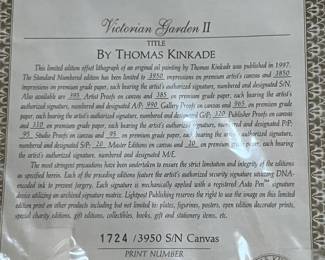 Victorian Garden II
TITLE
BY THOMAS KINKADE
This limited edition offset lithograph of an original oil painting by Thomas Kinkade was published in 1997.
The Standard Numbered edition has been limited to 3950 impressions on premium artists canvas and 3850
impressions on premium grade paper, each bearing the artist's authorized signature, numbered and designated S/N.
Also available are 395 Artist Proofs on canvas and 385 on premium grade paper, each bearing the artist's
authorized signature, numbered and designated A/P; 990 Gallery Proofs on canvas and 965 on premium grade
paper, each bearing the artist's authorized signature, numbered and designated G/P; 120 Publisher Proofs on canvas
and 110 on premium grade paper, each bearing the artist's authorized signature, numbered and designated P/P;
95 Studio Proofs on canvas and 95 on premium grade paper, each bearing the artist's authorized signature,
numbered and designated S/P; 20 Master Editions on canvas and 20 on premium grade paper, each bearing the
artist's authorized signature, numbered and designated M.E.
The most stringent precautions have been undertaken to ensure the strict limitation and integrity of the editions
as specified herein. Each of the preceding editions feature the artist's authorized security signature utilizing DNA-
encoded ink to prevent forgery. Each signature is mechanically applied with a registered Auto Pen™ signature
device utilizing an archived signature matrix. Lightpost Publishing reserves the right to use the image on this limited
edition print on other products including but not limited to plates, figurines, posters, open edition decorator prints,
special charity editions, gift editions, collectibles, books, gift and stationery items, etc.
1724 /3950 S/N Canvas
PRINT NUMBER